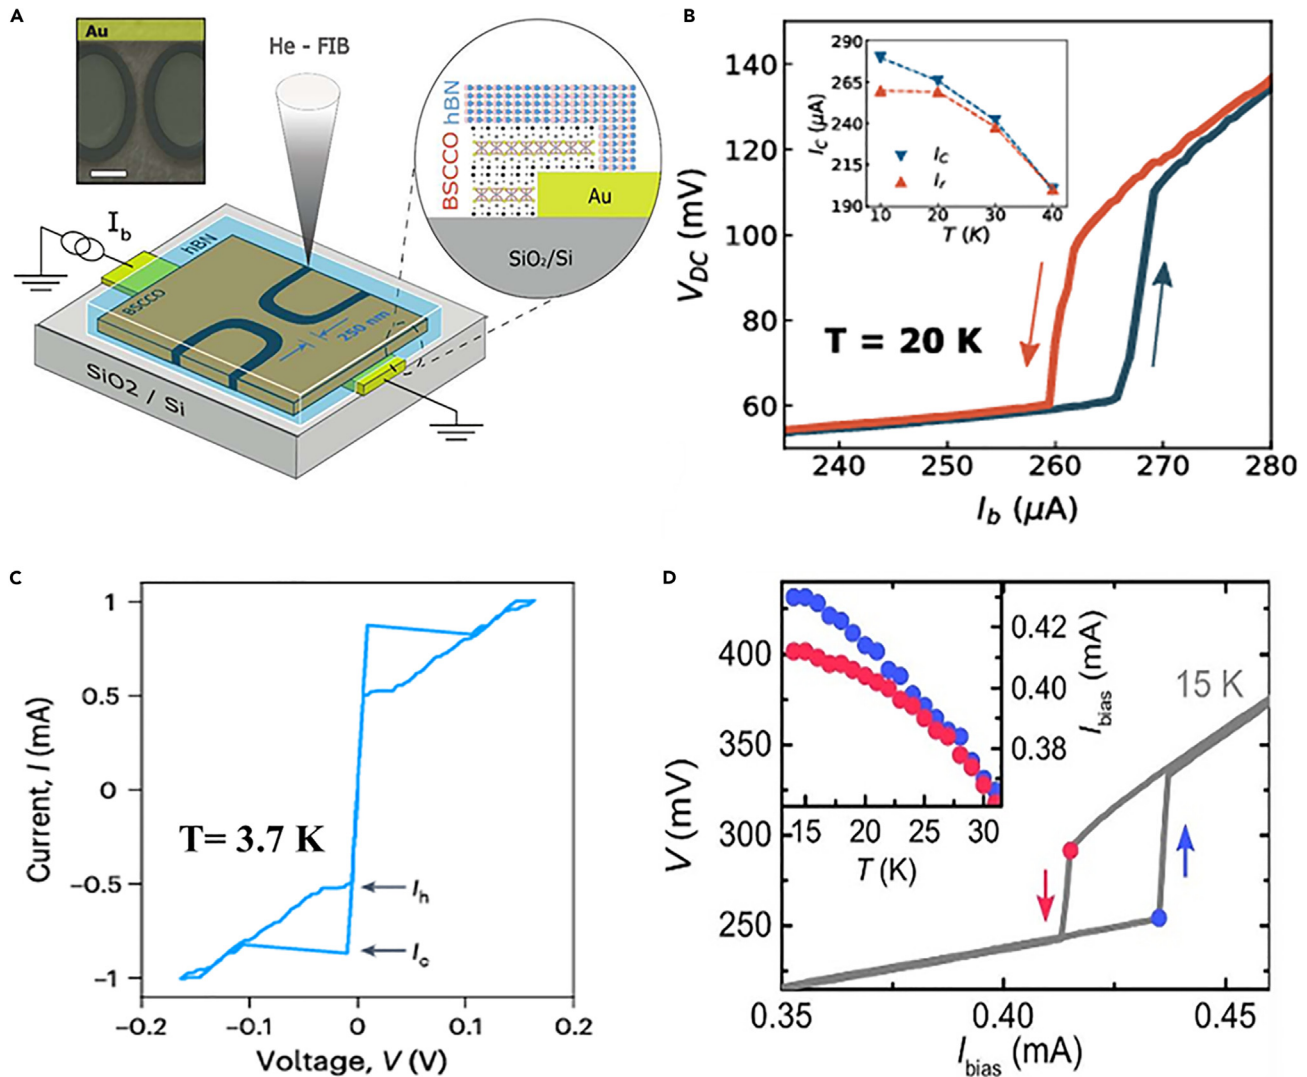 A
Au
He - FIB
hBN
BSCCO
Au
SiO₂/Si
I_b
hBN
BSCCO
250 nm
SiO2 / Si
B
140
120
100
80
60
V_DC (mV)
240
250
260
270
280
I_b (μA)
T = 20 K
290
265
240
215
190
I_C (μA)
10
20
30
40
T (K)
I_C
I_r
C
1
0.5
0
−0.5
−1
Current, I (mA)
T= 3.7 K
I_h
I_c
−0.2
−0.1
0
0.1
0.2
Voltage, V (V)
D
400
350
300
250
V (mV)
0.42
0.40
0.38
I_bias (mA)
15
20
25
30
T (K)
15 K
0.35
0.40
0.45
I_bias (mA)